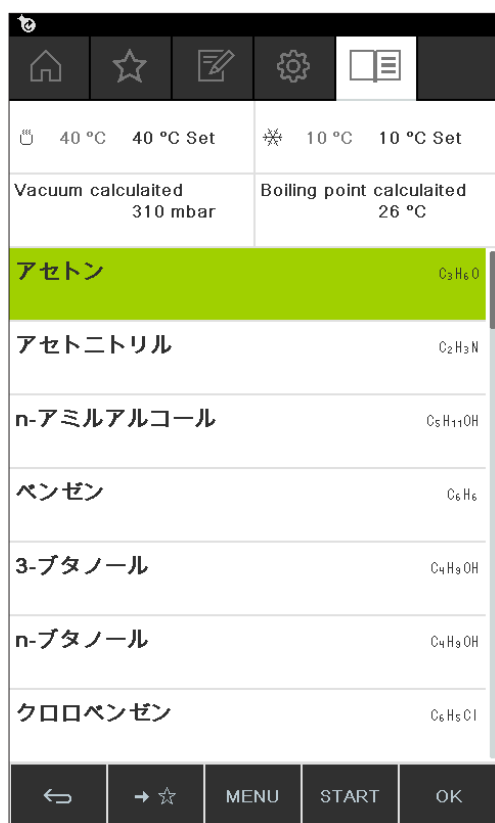 40 °C 40 °C Set
10 °C 10 °C Set
Vacuum calculaited
310 mbar
Boiling point calculaited
26 °C
アセトン C₃H₆O
アセトニトリル C₂H₃N
n-アミルアルコール C₅H₁₁OH
ベンゼン C₆H₆
3-ブタノール C₄H₉OH
n-ブタノール C₄H₉OH
クロロベンゼン C₆H₅Cl
MENU START OK